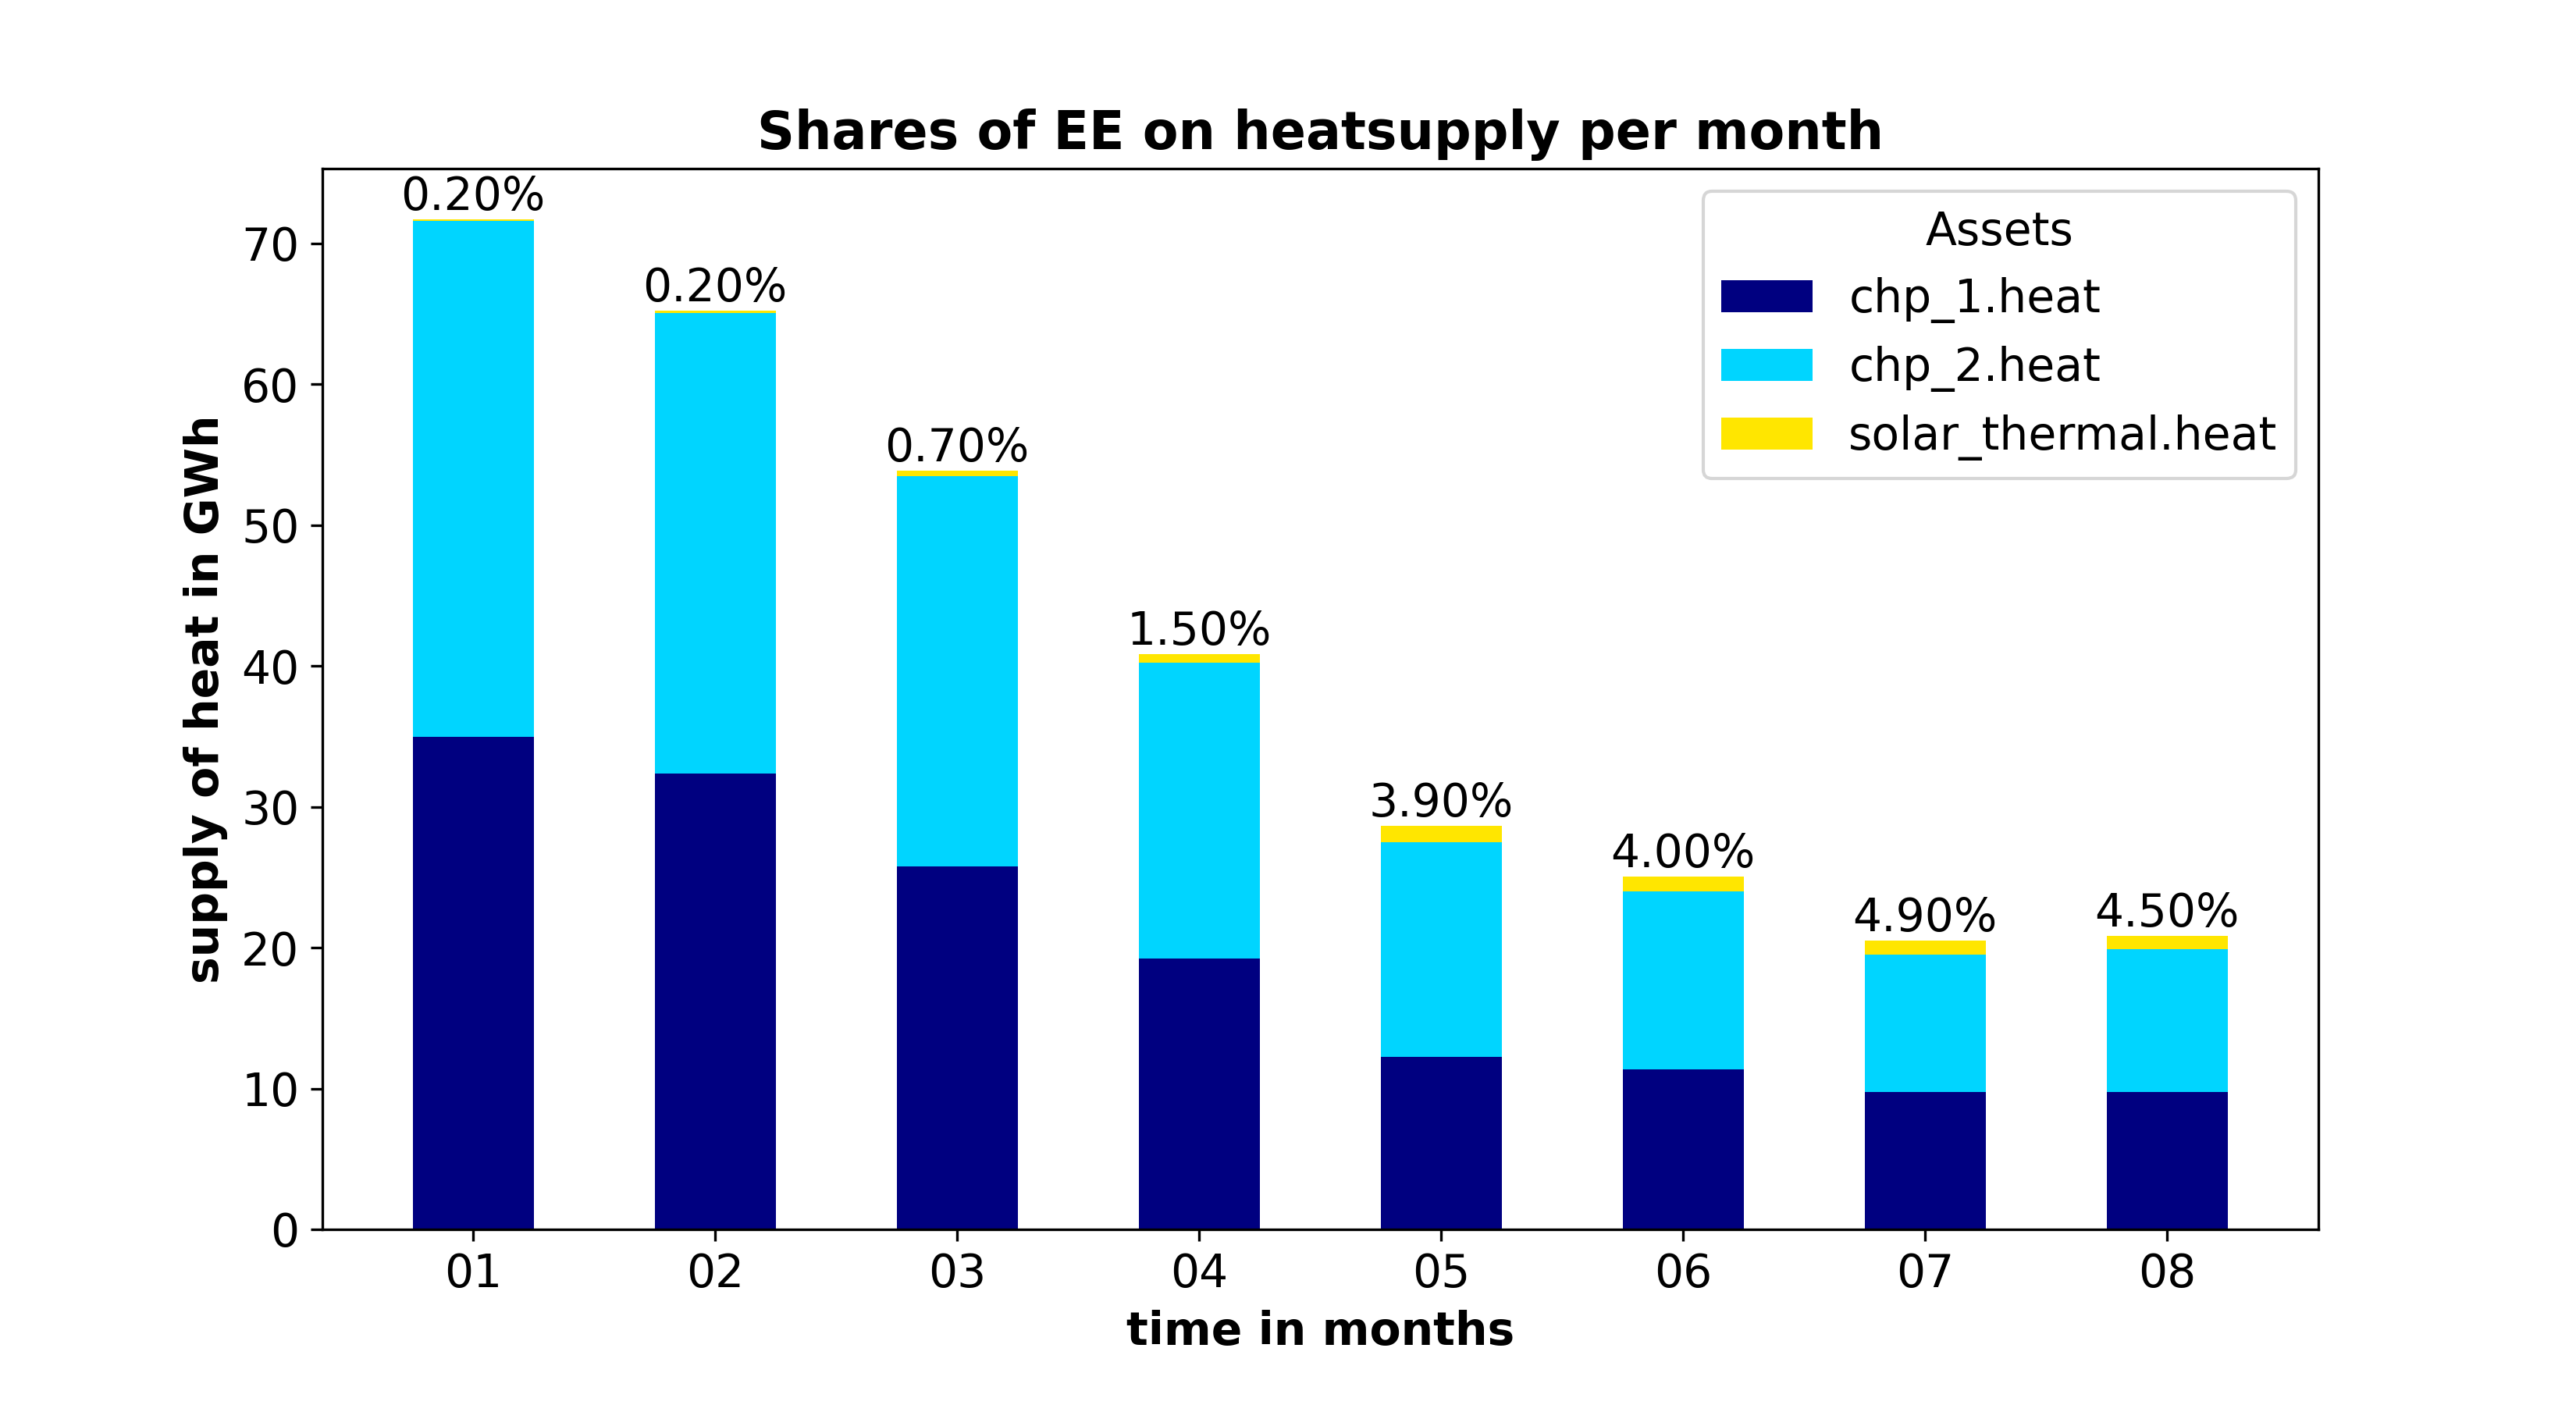 Shares of EE on heatsupply per month
supply of heat in GWh
70
60
50
40
30
20
10
0
0.20%
0.20%
0.70%
1.50%
3.90%
4.00%
4.90%
4.50%
Assets
chp_1.heat
chp_2.heat
solar_thermal.heat
01 02 03 04 05 06 07 08
time in months